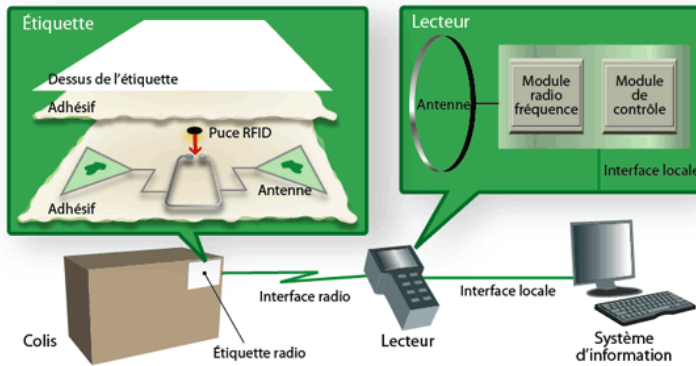 Étiquette
Dessus de l'étiquette
Adhésif
Puce RFID
Antenne
Adhésif
Lecteur
Antenne
Module
radio
fréquence
Module
de
contrôle
Interface locale
Colis
Étiquette radio
Interface radio
Lecteur
Interface locale
Système
d'information